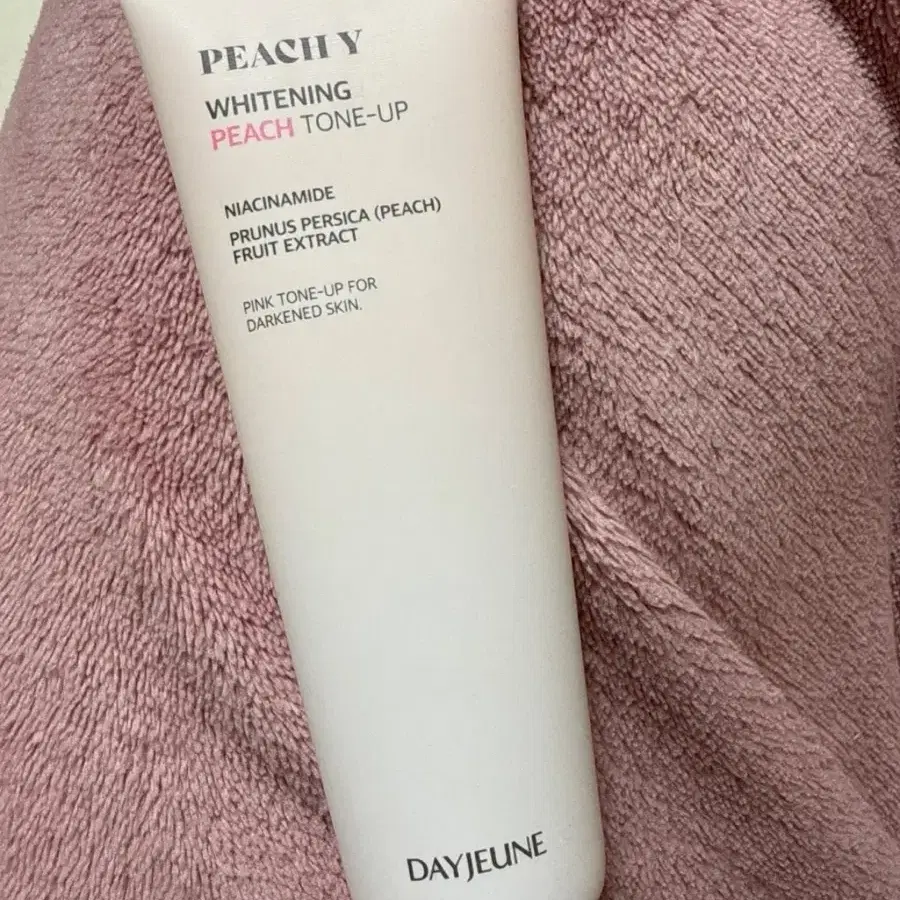 PEACH Y
WHITENING
PEACH TONE-UP
NIACINAMIDE
PRUNUS PERSICA (PEACH)
FRUIT EXTRACT
PINK TONE-UP FOR
DARKENED SKIN.
DAYJEUNE